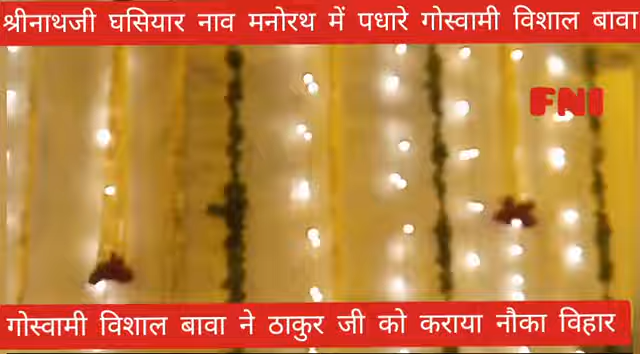 श्रीनाथजी घसियार नाव मनोरथ में पधारे गोस्वामी विशाल बावा
FNI
गोस्वामी विशाल बावा ने ठाकुर जी को कराया नौका विहार